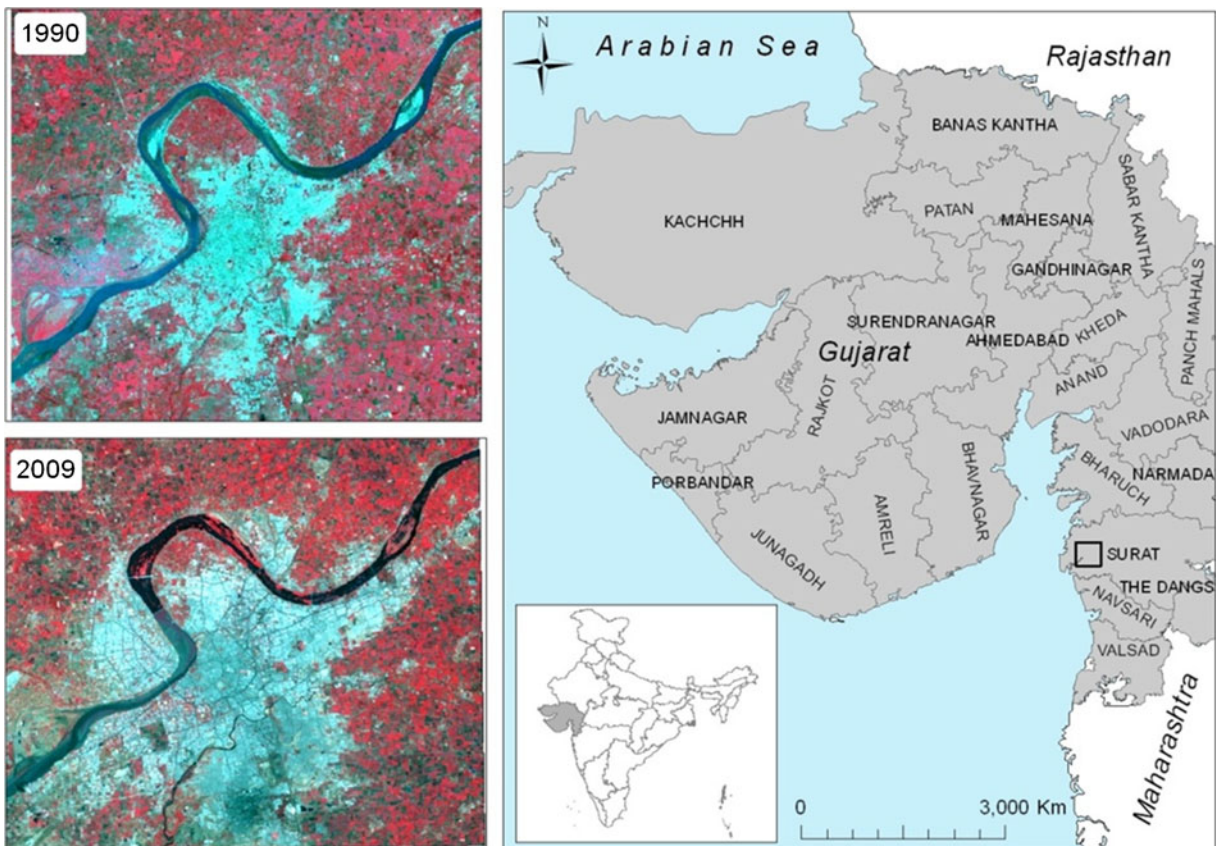 1990
2009
N
Arabian Sea
Rajasthan
BANAS KANTHA
SABAR KANTHA
KACHCHH
PATAN
MAHESANA
GANDHINAGAR
PANCH MAHALS
SURENDRANAGAR
AHMEDABAD
KHEDA
Gujarat
RAJKOT
ANAND
JAMNAGAR
VADODARA
PORBANDAR
BHAVNAGAR
BHARUCH
NARMADA
AMRELI
JUNAGADH
SURAT
THE DANGS
NAVSARI
VALSAD
Maharashtra
0 3,000 Km